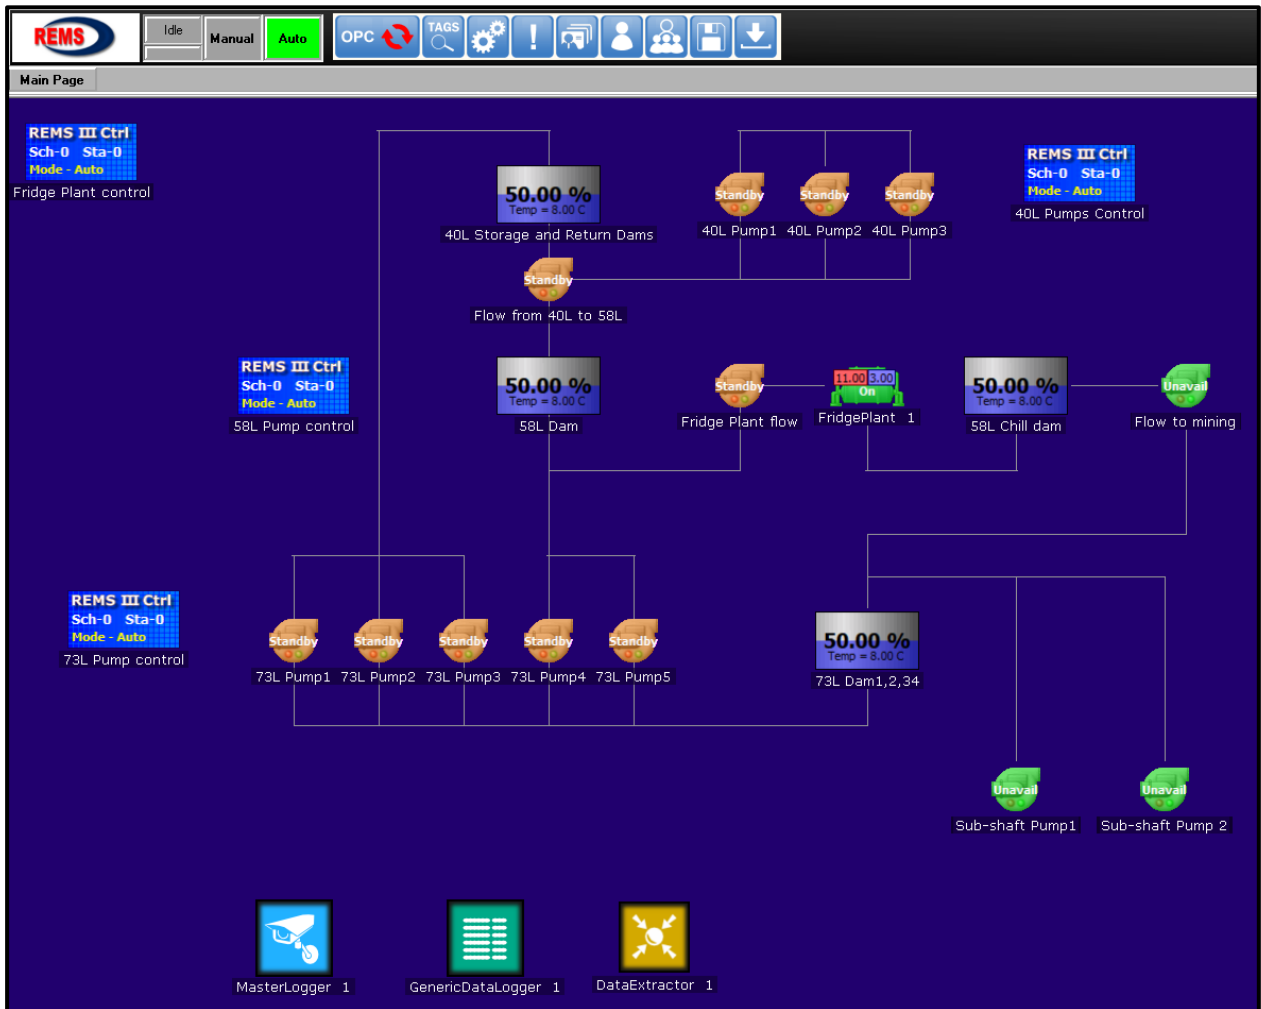 REMS
Idle
Manual
Auto
OPC
TAGS
Main Page
REMS III Ctrl
Sch-0 Sta-0
Mode - Auto
Fridge Plant control
50.00 %
Temp = 8.00 C
40L Storage and Return Dams
Standby
Standby
Standby
40L Pump1
40L Pump2
40L Pump3
REMS III Ctrl
Sch-0 Sta-0
Mode - Auto
40L Pumps Control
Standby
Flow from 40L to 58L
REMS III Ctrl
Sch-0 Sta-0
Mode - Auto
58L Pump control
50.00 %
Temp = 8.00 C
58L Dam
Standby
Fridge Plant flow
11.00 3.00
On
FridgePlant 1
50.00 %
Temp = 8.00 C
58L Chill dam
Unavail
Flow to mining
REMS III Ctrl
Sch-0 Sta-0
Mode - Auto
73L Pump control
Standby
Standby
Standby
Standby
Standby
73L Pump1
73L Pump2
73L Pump3
73L Pump4
73L Pump5
50.00 %
Temp = 8.00 C
73L Dam1,2,34
Unavail
Sub-shaft Pump1
Unavail
Sub-shaft Pump 2
MasterLogger 1
GenericDataLogger 1
DataExtractor 1